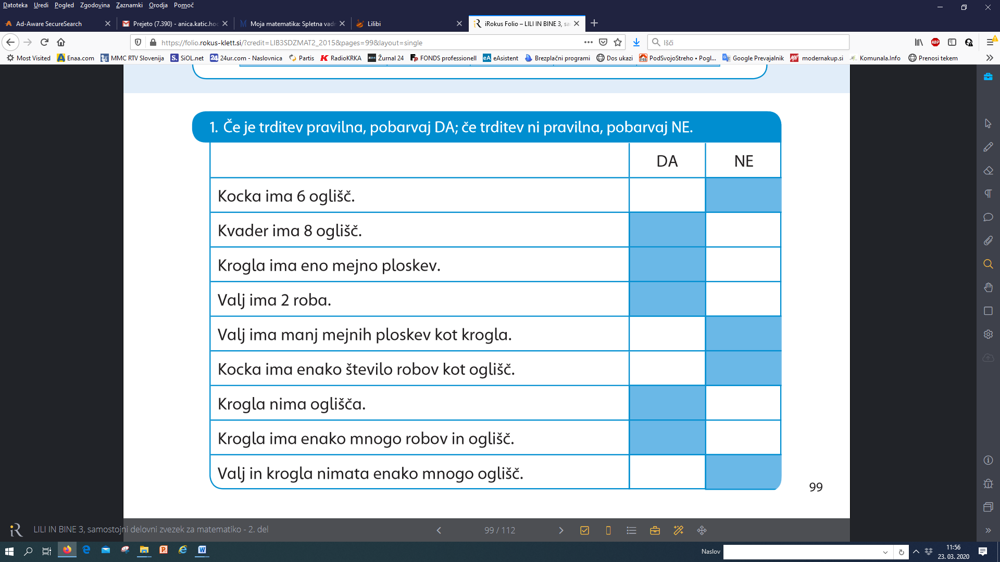 Datoteka Uredi Pogled Zgodovina Zaznamki Orodja Pomoč
Ad-Aware SecureSearch
Prejeto (7.390) - anica.katic.hoc
Moja matematika: Spletna vadr
Lilibi
iRokus Folio – LILI IN BINE 3, sa
https://folio.rokus-klett.si/?credit=LIB3SDZMAT2_2015&pages=99&layout=single
Išči
Most Visited Enaa.com MMC RTV Slovenija SiOL.net 24ur.com - Naslovnica Partis RadioKRKA Žurnal 24 FONDS professionell eAsistent Brezplačni programi Dos ukazi PodSvojoStreho • Pogl... Google Prevajalnik modernakup.si Komunala.Info Prenosi tekem
1. Če je trditev pravilna, pobarvaj DA; če trditev ni pravilna, pobarvaj NE.
DA NE
Kocka ima 6 oglišč.
Kvader ima 8 oglišč.
Krogla ima eno mejno ploskev.
Valj ima 2 roba.
Valj ima manj mejnih ploskev kot krogla.
Kocka ima enako število robov kot oglišč.
Krogla nima oglišča.
Krogla ima enako mnogo robov in oglišč.
Valj in krogla nimata enako mnogo oglišč.
99
iR LILI IN BINE 3, samostojni delovni zvezek za matematiko - 2. del
99 / 112
Naslov
11:56
23. 03. 2020